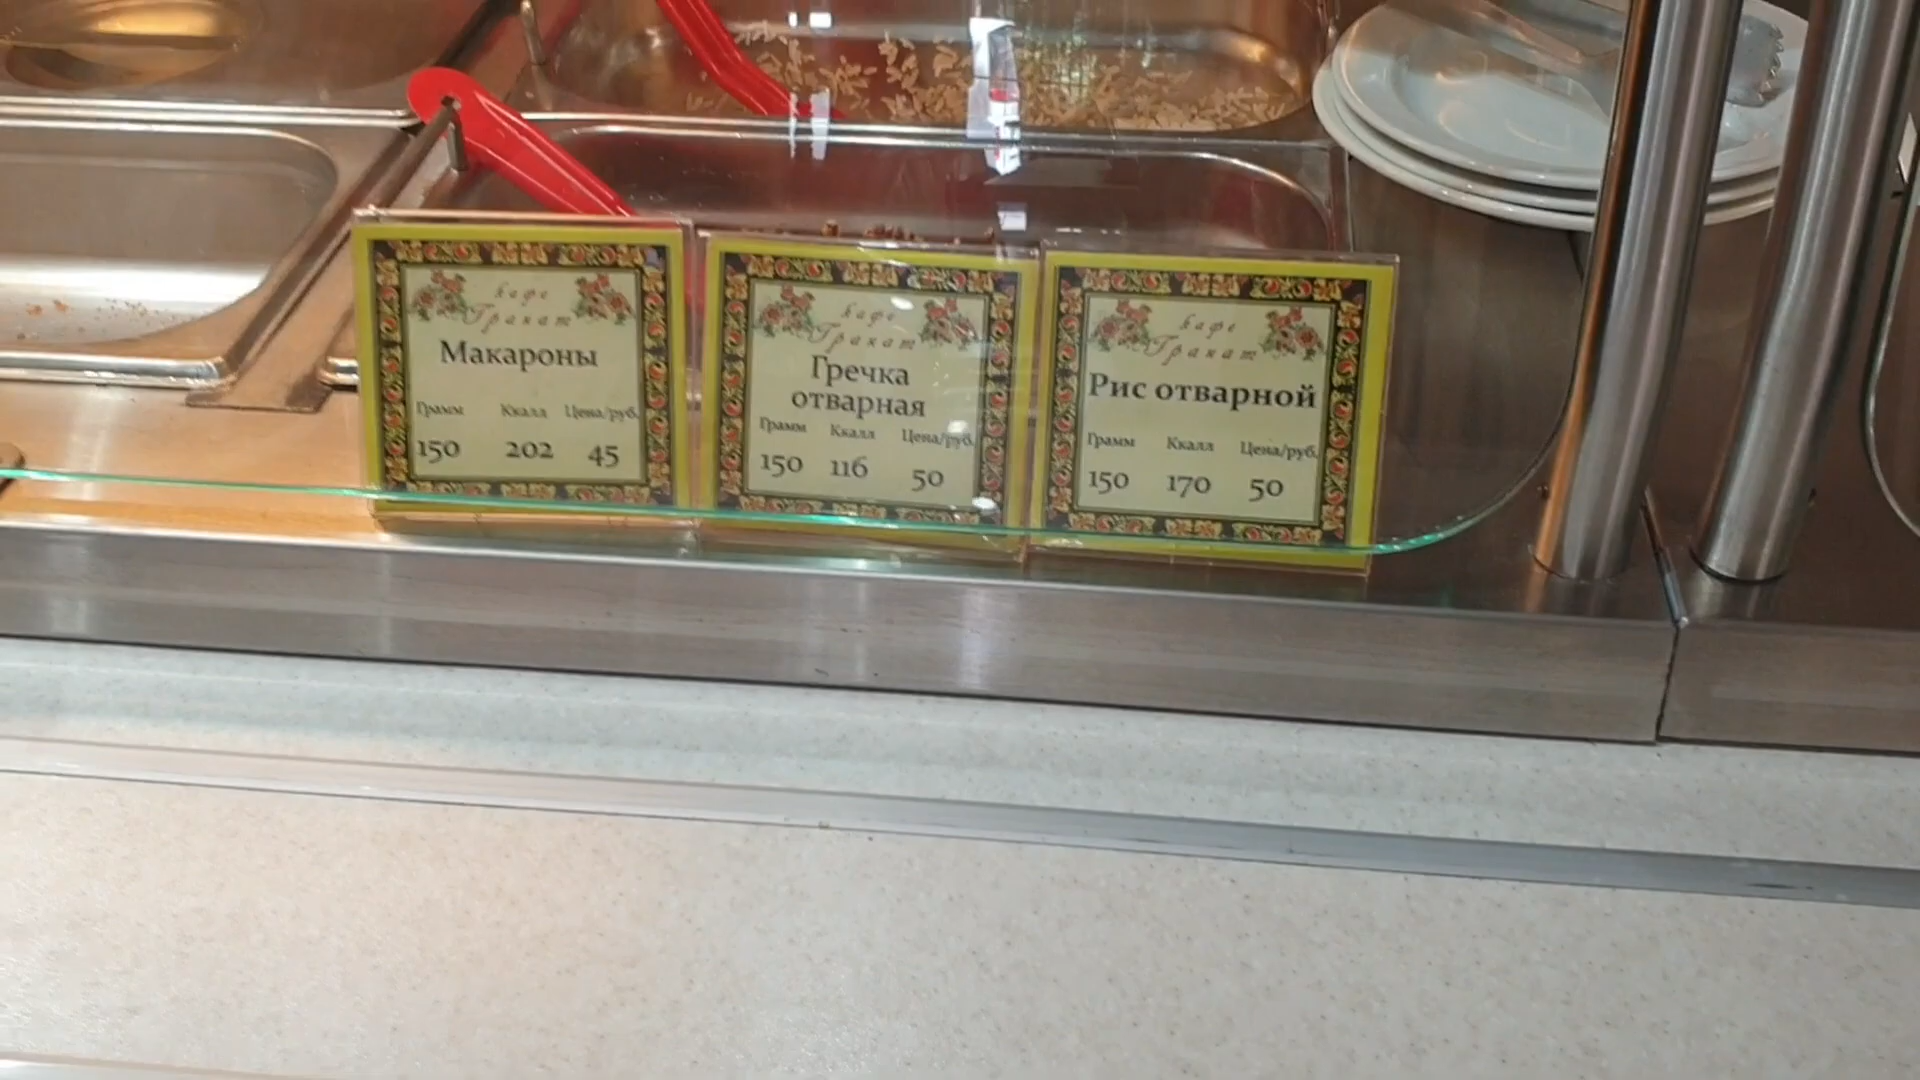 кафе
Гранат
Макароны
Грамм Ккалл Цена/руб.
150 202 45
кафе
Гранат
Гречка
отварная
Грамм Ккалл Цена/руб.
150 116 50
кафе
Гранат
Рис отварной
Грамм Ккалл Цена/руб.
150 170 50